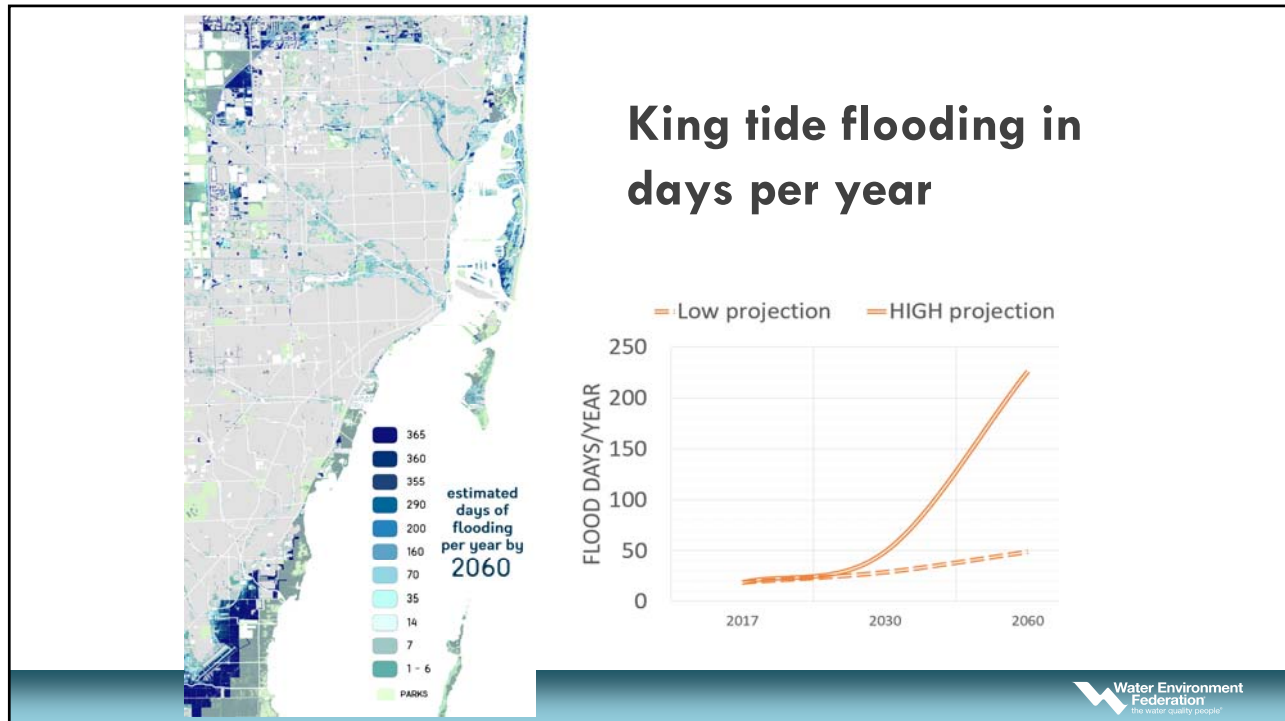 King tide flooding in
days per year
Low projection HIGH projection
FLOOD DAYS/YEAR
250
200
150
100
50
0
2017 2030 2060
365
360
355
290
200
160
70
35
14
7
1 - 6
PARKS
estimated
days of
flooding
per year by
2060
Water Environment
Federation
the water quality people®